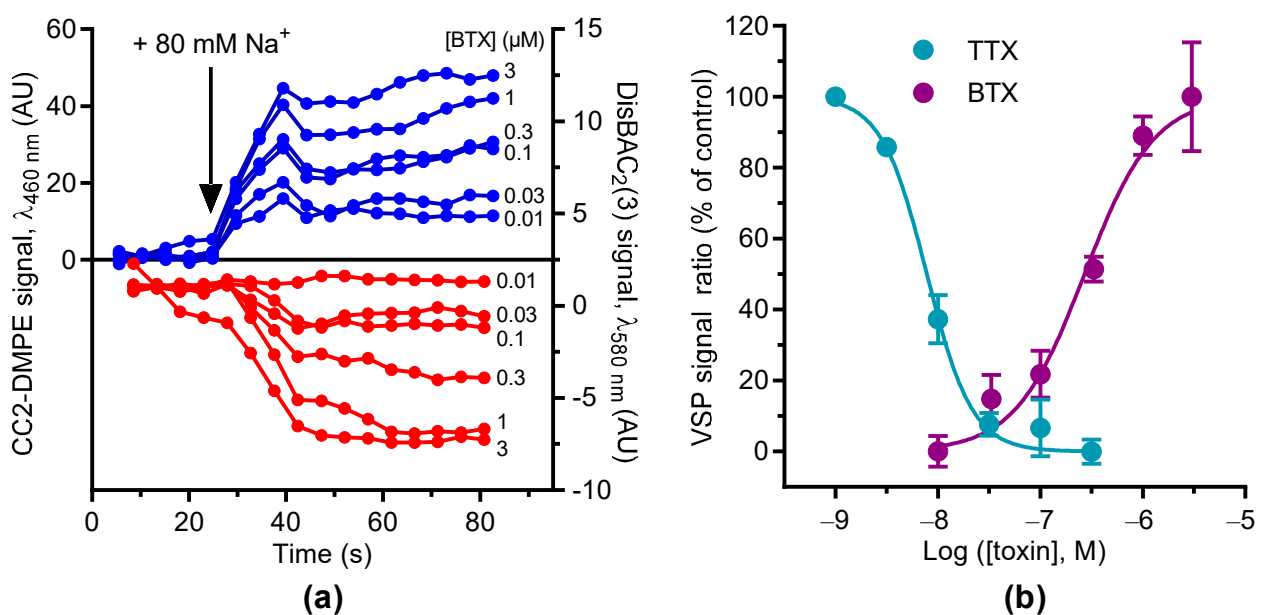 60
40
20
0
CC2-DMPE signal, λ460 nm (AU)
+ 80 mM Na+
[BTX] (µM)
3
1
0.3
0.1
0.03
0.01
0.01
0.03
0.1
0.3
1
3
15
10
5
0
-5
-10
DisBAC2(3) signal, λ580 nm (AU)
0 20 40 60 80
Time (s)
(a)
VSP signal ratio (% of control)
120
100
80
60
40
20
0
TTX
BTX
−9 −8 −7 −6 −5
Log ([toxin], M)
(b)